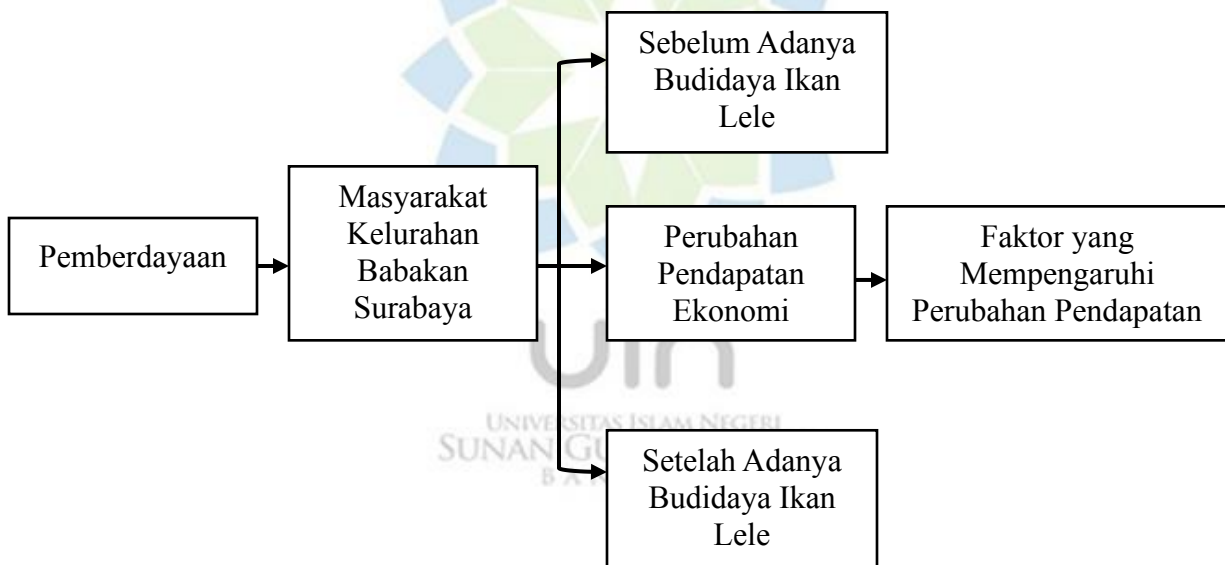 Sebelum Adanya
Budidaya Ikan
Lele
Pemberdayaan
Masyarakat
Kelurahan
Babakan
Surabaya
Perubahan
Pendapatan
Ekonomi
Faktor yang
Mempengaruhi
Perubahan Pendapatan
uin
UNIVERSITAS ISLAM NEGERI
SUNAN
Setelah Adanya
Budidaya Ikan
Lele